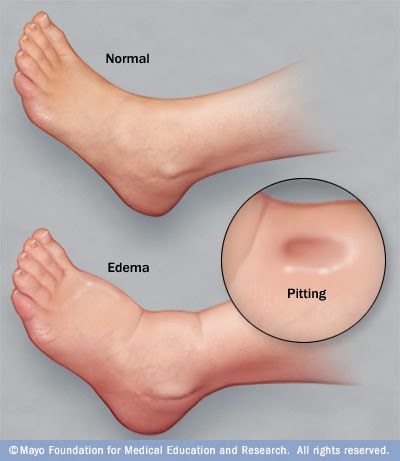 Normal
Edema
Pitting
©Mayo Foundation for Medical Education and Research. All rights reserved.